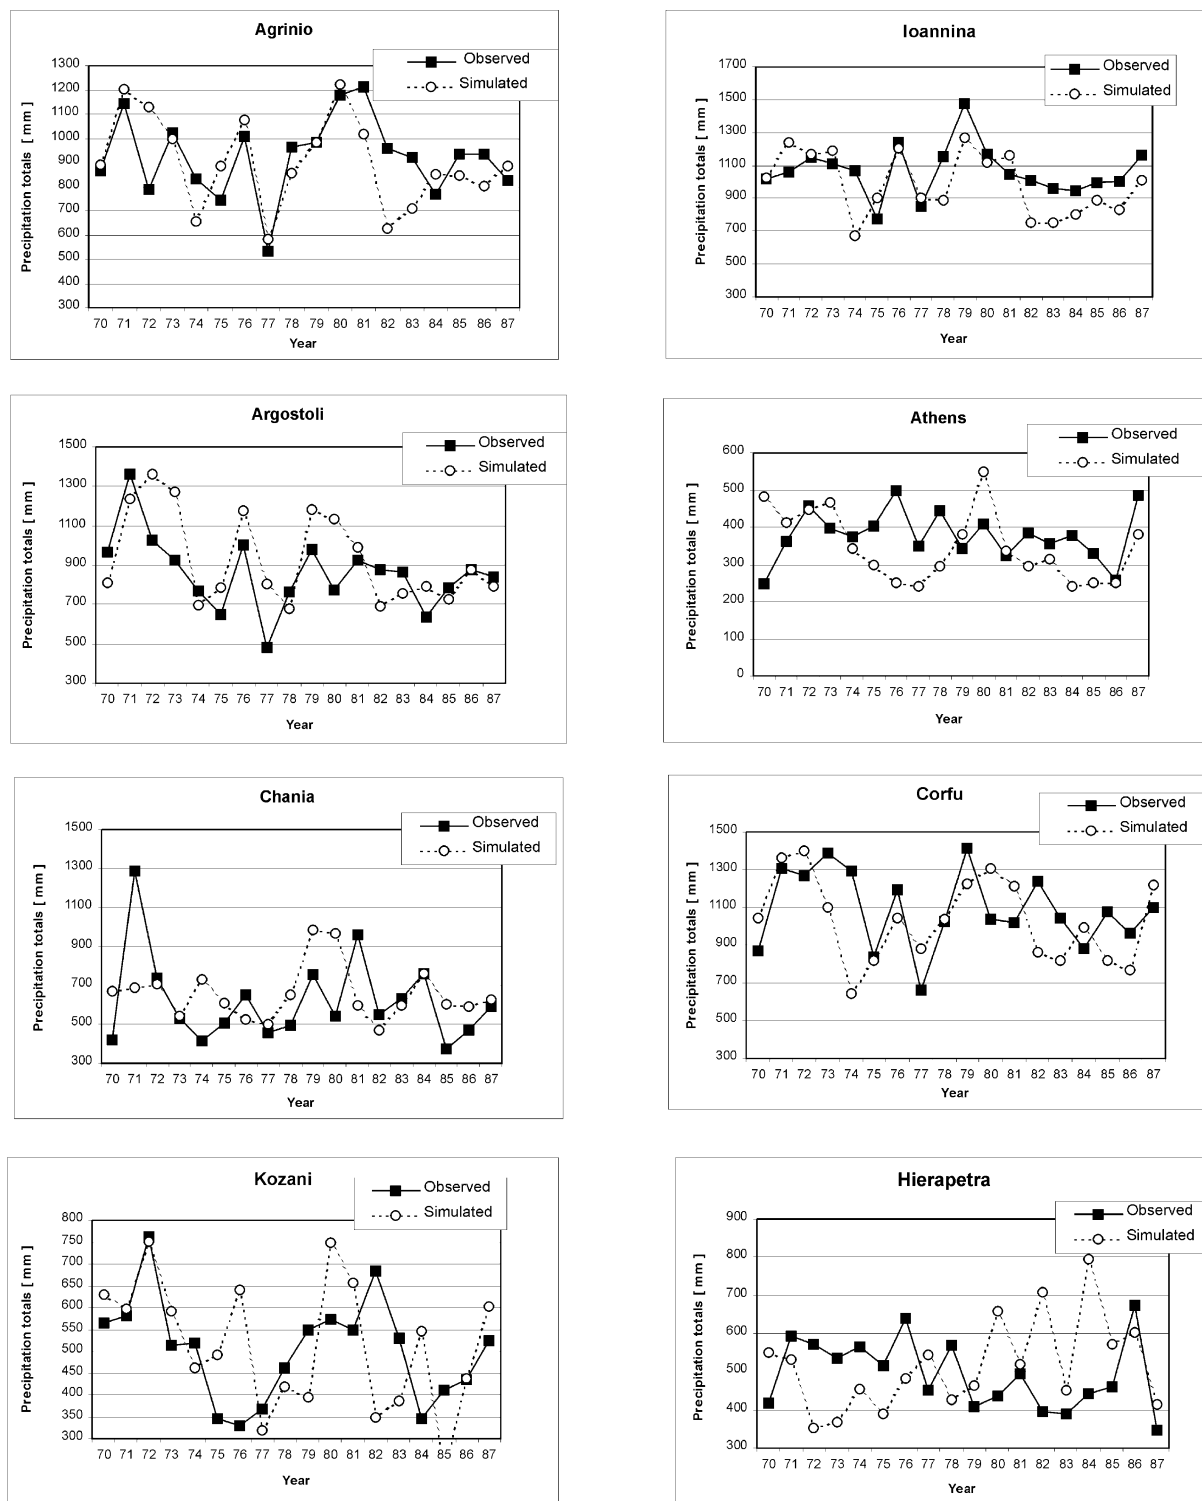 Agrinio
Observed
Simulated
Precipitation totals [ mm ]
1300
1200
1100
1000
900
800
700
600
500
400
300
70 71 72 73 74 75 76 77 78 79 80 81 82 83 84 85 86 87
Year
Ioannina
Observed
Simulated
Precipitation totals [ mm ]
1700
1500
1300
1100
900
700
500
300
70 71 72 73 74 75 76 77 78 79 80 81 82 83 84 85 86 87
Year
Argostoli
Observed
Simulated
Precipitation totals [ mm ]
1500
1300
1100
900
700
500
300
70 71 72 73 74 75 76 77 78 79 80 81 82 83 84 85 86 87
Year
Athens
Observed
Simulated
Precipitation totals [ mm ]
600
500
400
300
200
100
0
70 71 72 73 74 75 76 77 78 79 80 81 82 83 84 85 86 87
Year
Chania
Observed
Simulated
Precipitation totals [ mm ]
1500
1300
1100
900
700
500
300
70 71 72 73 74 75 76 77 78 79 80 81 82 83 84 85 86 87
Year
Corfu
Observed
Simulated
Precipitation totals [ mm ]
1500
1300
1100
900
700
500
300
70 71 72 73 74 75 76 77 78 79 80 81 82 83 84 85 86 87
Year
Kozani
Observed
Simulated
Precipitation totals [ mm ]
800
750
700
650
600
550
500
450
400
350
300
70 71 72 73 74 75 76 77 78 79 80 81 82 83 84 85 86 87
Year
Hierapetra
Observed
Simulated
Precipitation totals [ mm ]
900
800
700
600
500
400
300
70 71 72 73 74 75 76 77 78 79 80 81 82 83 84 85 86 87
Year